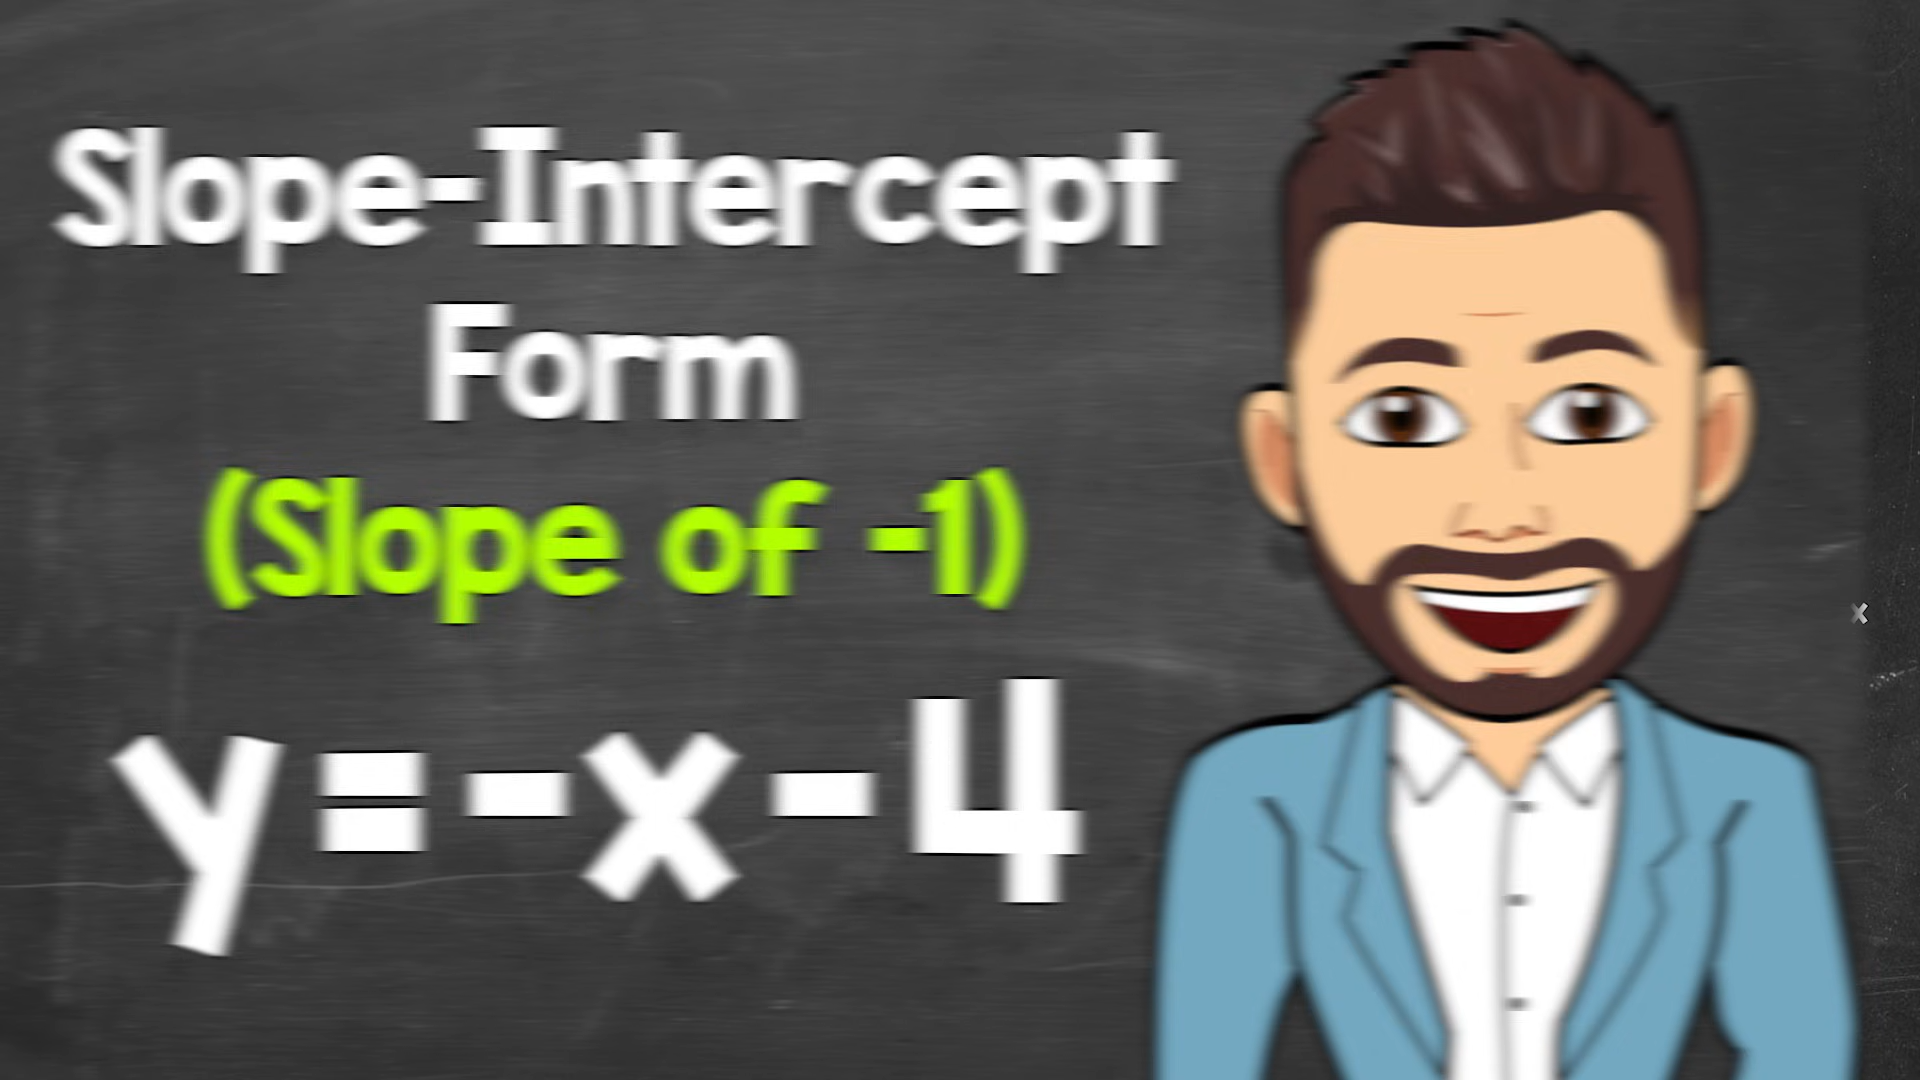 Slope-Intercept
Form
(Slope of -1)
y=-x-4
x